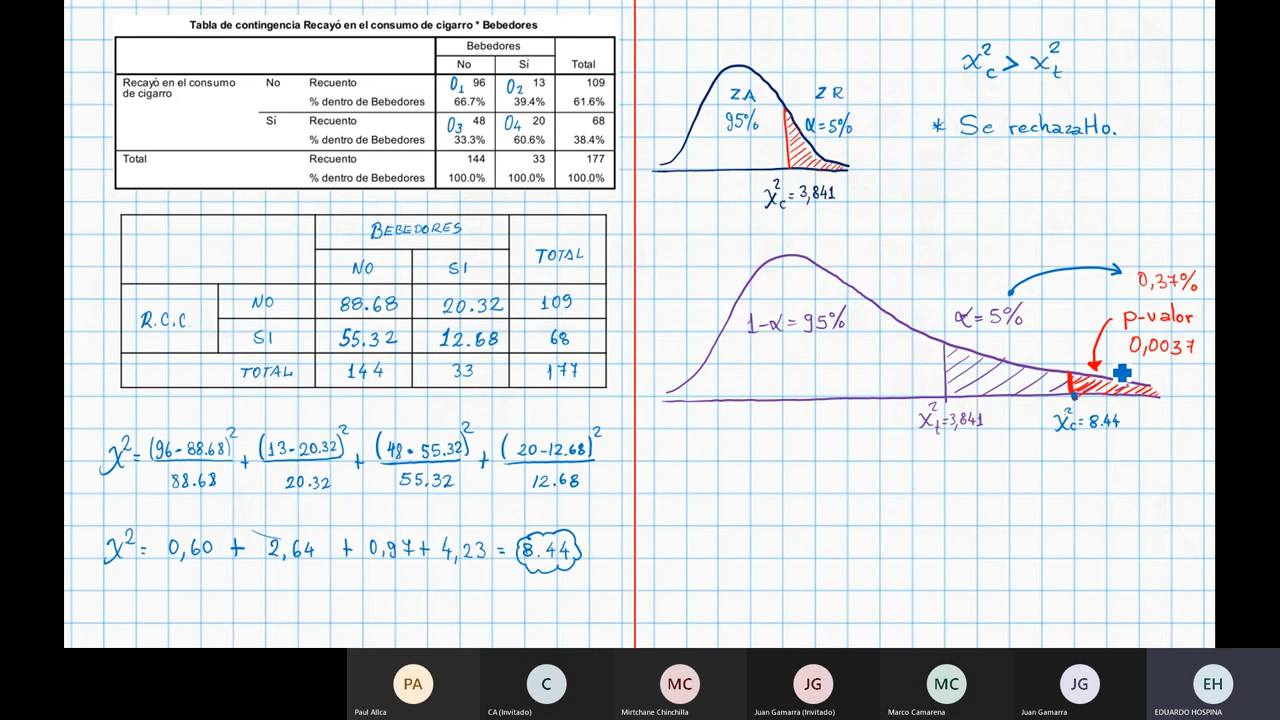 Tabla de contingencia Recayó en el consumo de cigarro * Bebedores
Bebedores
No Sí Total
Recayó en el consumo de cigarro No Recuento O1 96 O2 13 109
% dentro de Bebedores 66.7% 39.4% 61.6%
Sí Recuento O3 48 O4 20 68
% dentro de Bebedores 33.3% 60.6% 38.4%
Total Recuento 144 33 177
% dentro de Bebedores 100.0% 100.0% 100.0%
BEBEDORES TOTAL
NO SI
R.C.C. NO 88.68 20.32 109
SI 55.32 12.68 68
TOTAL 144 33 177
χ² = (96-88.68)²/88.68 + (13-20.32)²/20.32 + (48-55.32)²/55.32 + (20-12.68)²/12.68
χ² = 0,60 + 2,64 + 0,97 + 4,23 = 8.44
ZA ZR
95% α=5%
χ²c = 3,841
χ²c > χ²t
* Se rechaza Ho.
1-α = 95%
α = 5%
0,37%
p-valor
0,0037
χ²t = 3,841
χ²c = 8.44
PA C MC JG MC JG EH
Paul Allca CA (Invitado) Mirtchane Chinchilla Juan Gamarra (Invitado) Marco Camarena Juan Gamarra EDUARDO HOSPINA